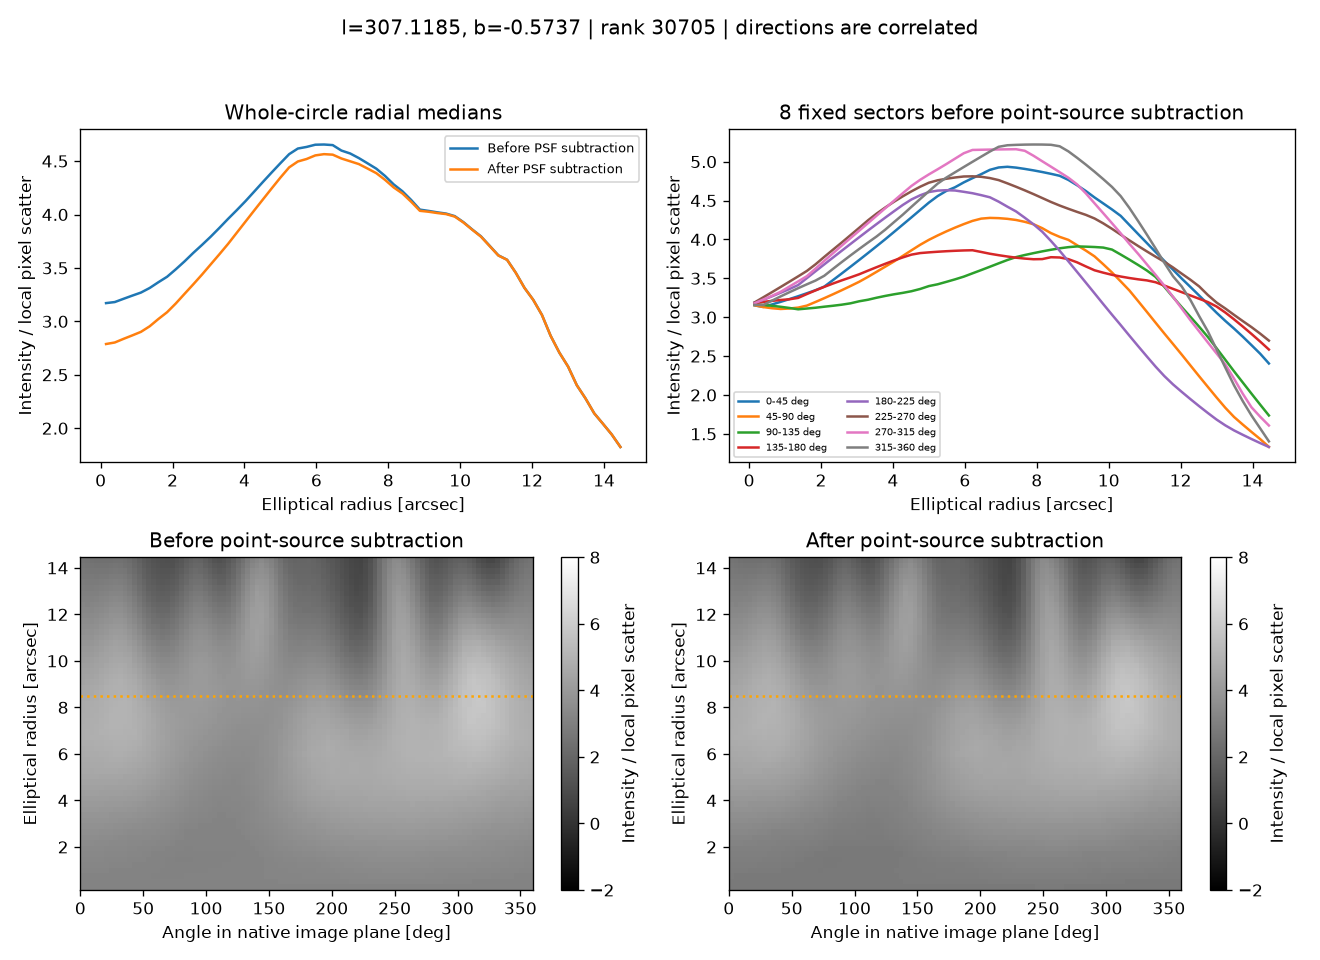 l=307.1185, b=-0.5737 | rank 30705 | directions are correlated
Whole-circle radial medians
Intensity / local pixel scatter
4.5
4.0
3.5
3.0
2.5
2.0
Before PSF subtraction
After PSF subtraction
0 2 4 6 8 10 12 14
Elliptical radius [arcsec]
8 fixed sectors before point-source subtraction
Intensity / local pixel scatter
5.0
4.5
4.0
3.5
3.0
2.5
2.0
1.5
0-45 deg
45-90 deg
90-135 deg
135-180 deg
180-225 deg
225-270 deg
270-315 deg
315-360 deg
0 2 4 6 8 10 12 14
Elliptical radius [arcsec]
Before point-source subtraction
Elliptical radius [arcsec]
14
12
10
8
6
4
2
0 50 100 150 200 250 300 350
Angle in native image plane [deg]
8
6
4
2
0
−2
Intensity / local pixel scatter
After point-source subtraction
Elliptical radius [arcsec]
14
12
10
8
6
4
2
0 50 100 150 200 250 300 350
Angle in native image plane [deg]
8
6
4
2
0
−2
Intensity / local pixel scatter